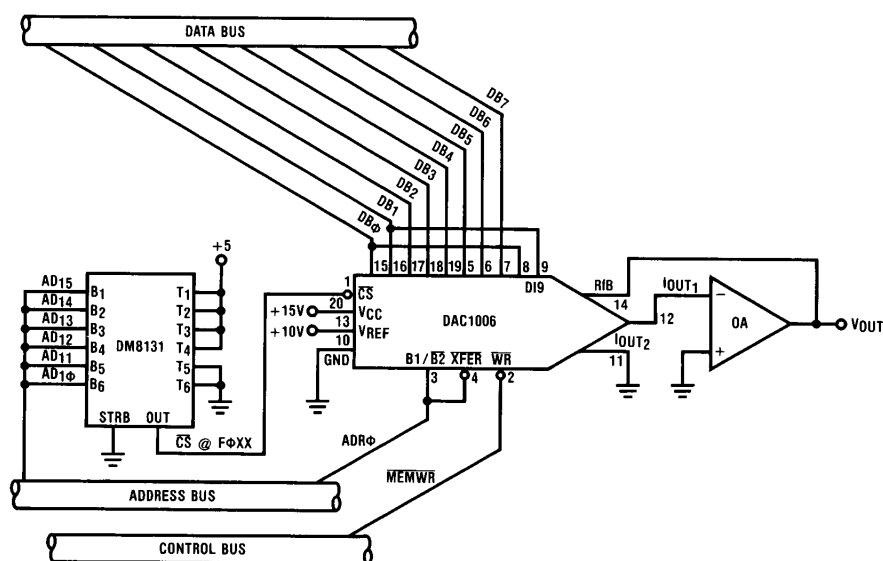 DATA BUS
DB7
DB6
DB5
DB4
DB3
DB2
DB1
DBΦ
+5
15 16 17 18 19 5 6 7 8 9
DI9
RfB
14
IOUT1
12
IOUT2
11
1
CS
20
+15V
VCC
13
+10V
VREF
10
GND
DAC1006
B1/B2 XFER WR
3 4 2
OA
−
+
VOUT
AD15
AD14
AD13
AD12
AD11
AD1Φ
B1
B2
B3
B4
B5
B6
DM8131
T1
T2
T3
T4
T5
T6
STRB OUT
CS @ FΦXX
ADRΦ
MEMWR
ADDRESS BUS
CONTROL BUS